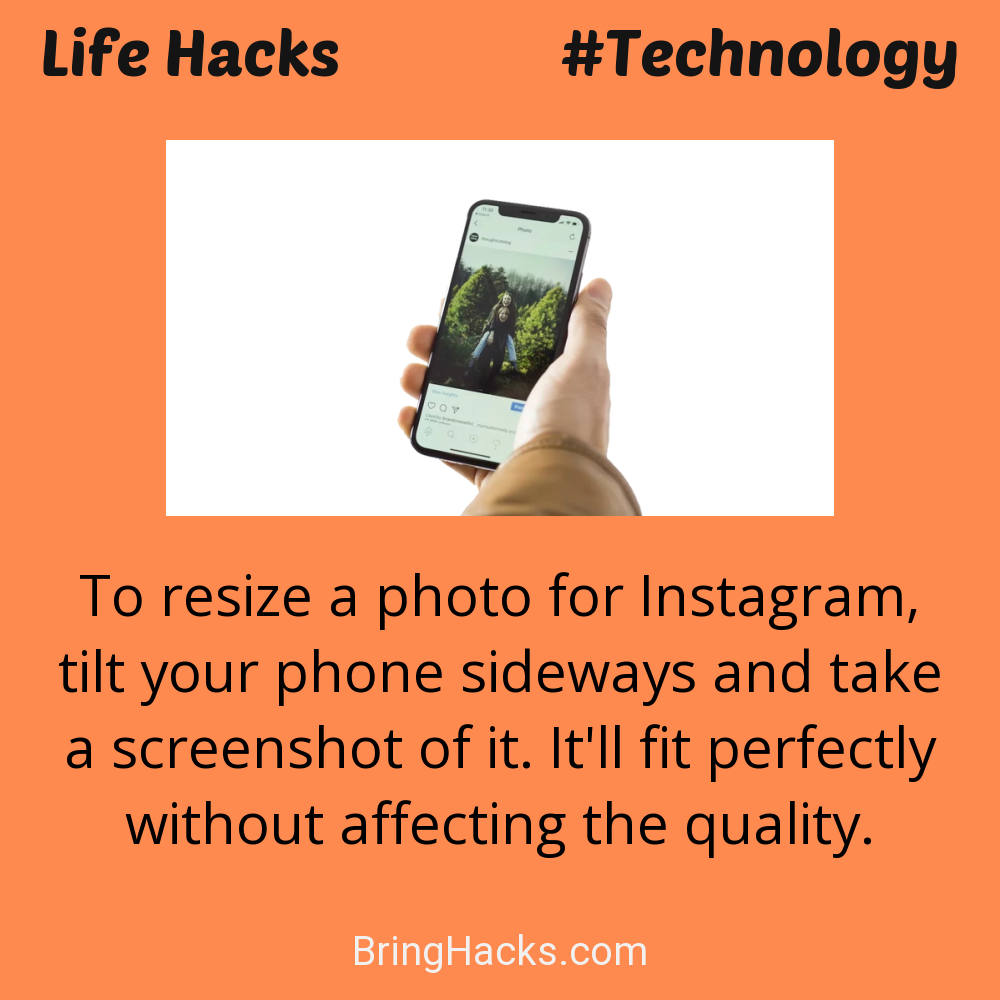 Life Hacks #Technology
Photo
To resize a photo for Instagram,
tilt your phone sideways and take
a screenshot of it. It'll fit perfectly
without affecting the quality.
BringHacks.com